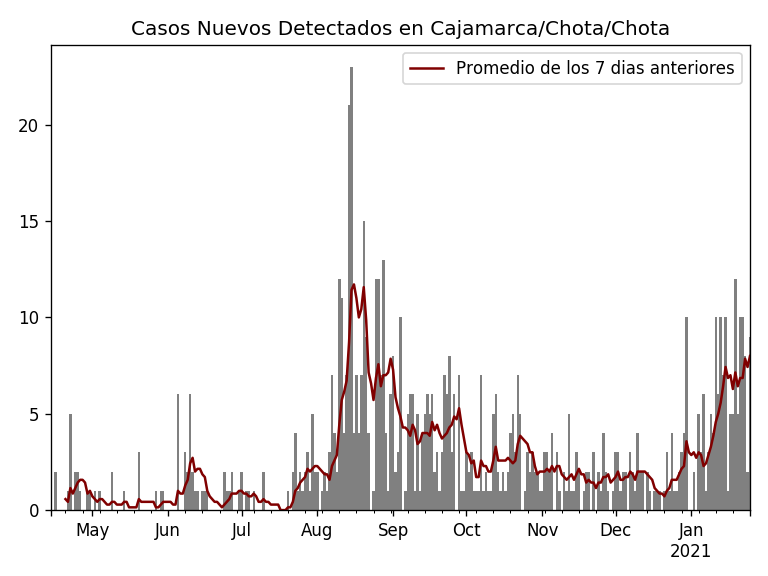 Casos Nuevos Detectados en Cajamarca/Chota/Chota
Promedio de los 7 dias anteriores
20
15
10
5
0
May Jun Jul Aug Sep Oct Nov Dec Jan
2021